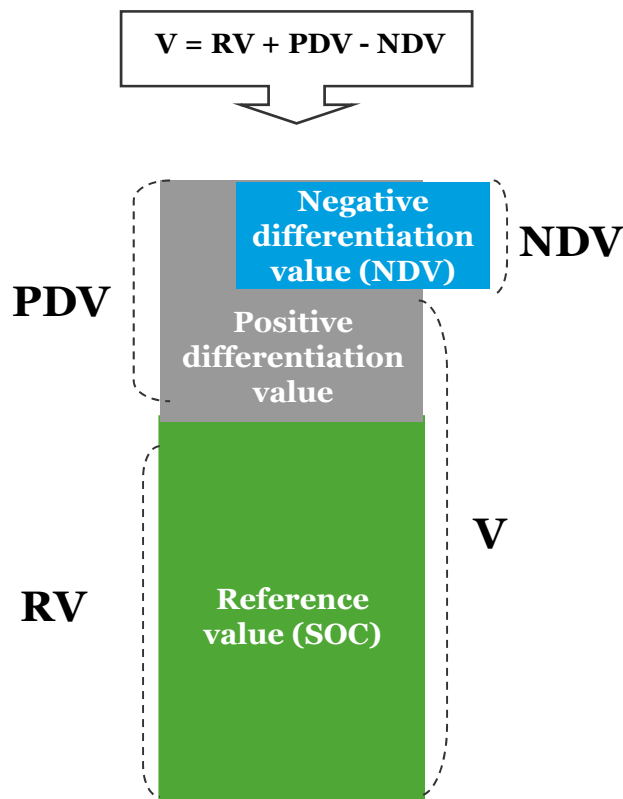 V = RV + PDV - NDV
Negative
differentiation
value (NDV)
NDV
PDV
Positive
differentiation
value
V
RV
Reference
value (SOC)